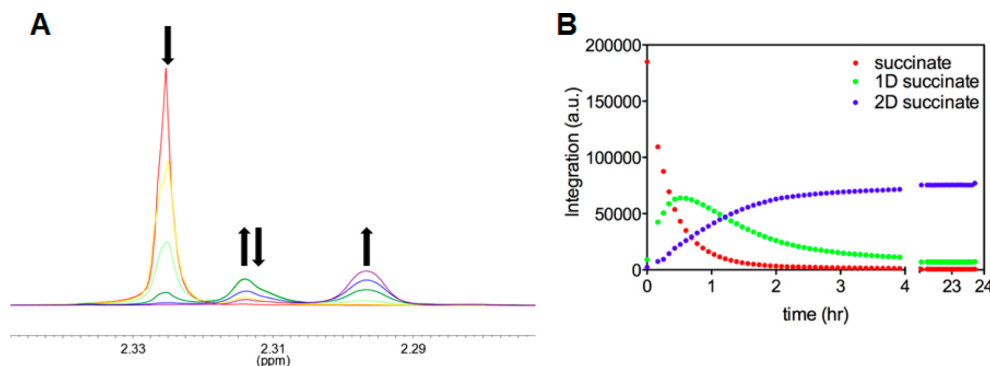 A
2.33
2.31
2.29
(ppm)
B
200000
150000
100000
50000
0
Integration (a.u.)
succinate
1D succinate
2D succinate
0
1
2
3
4
23
24
time (hr)